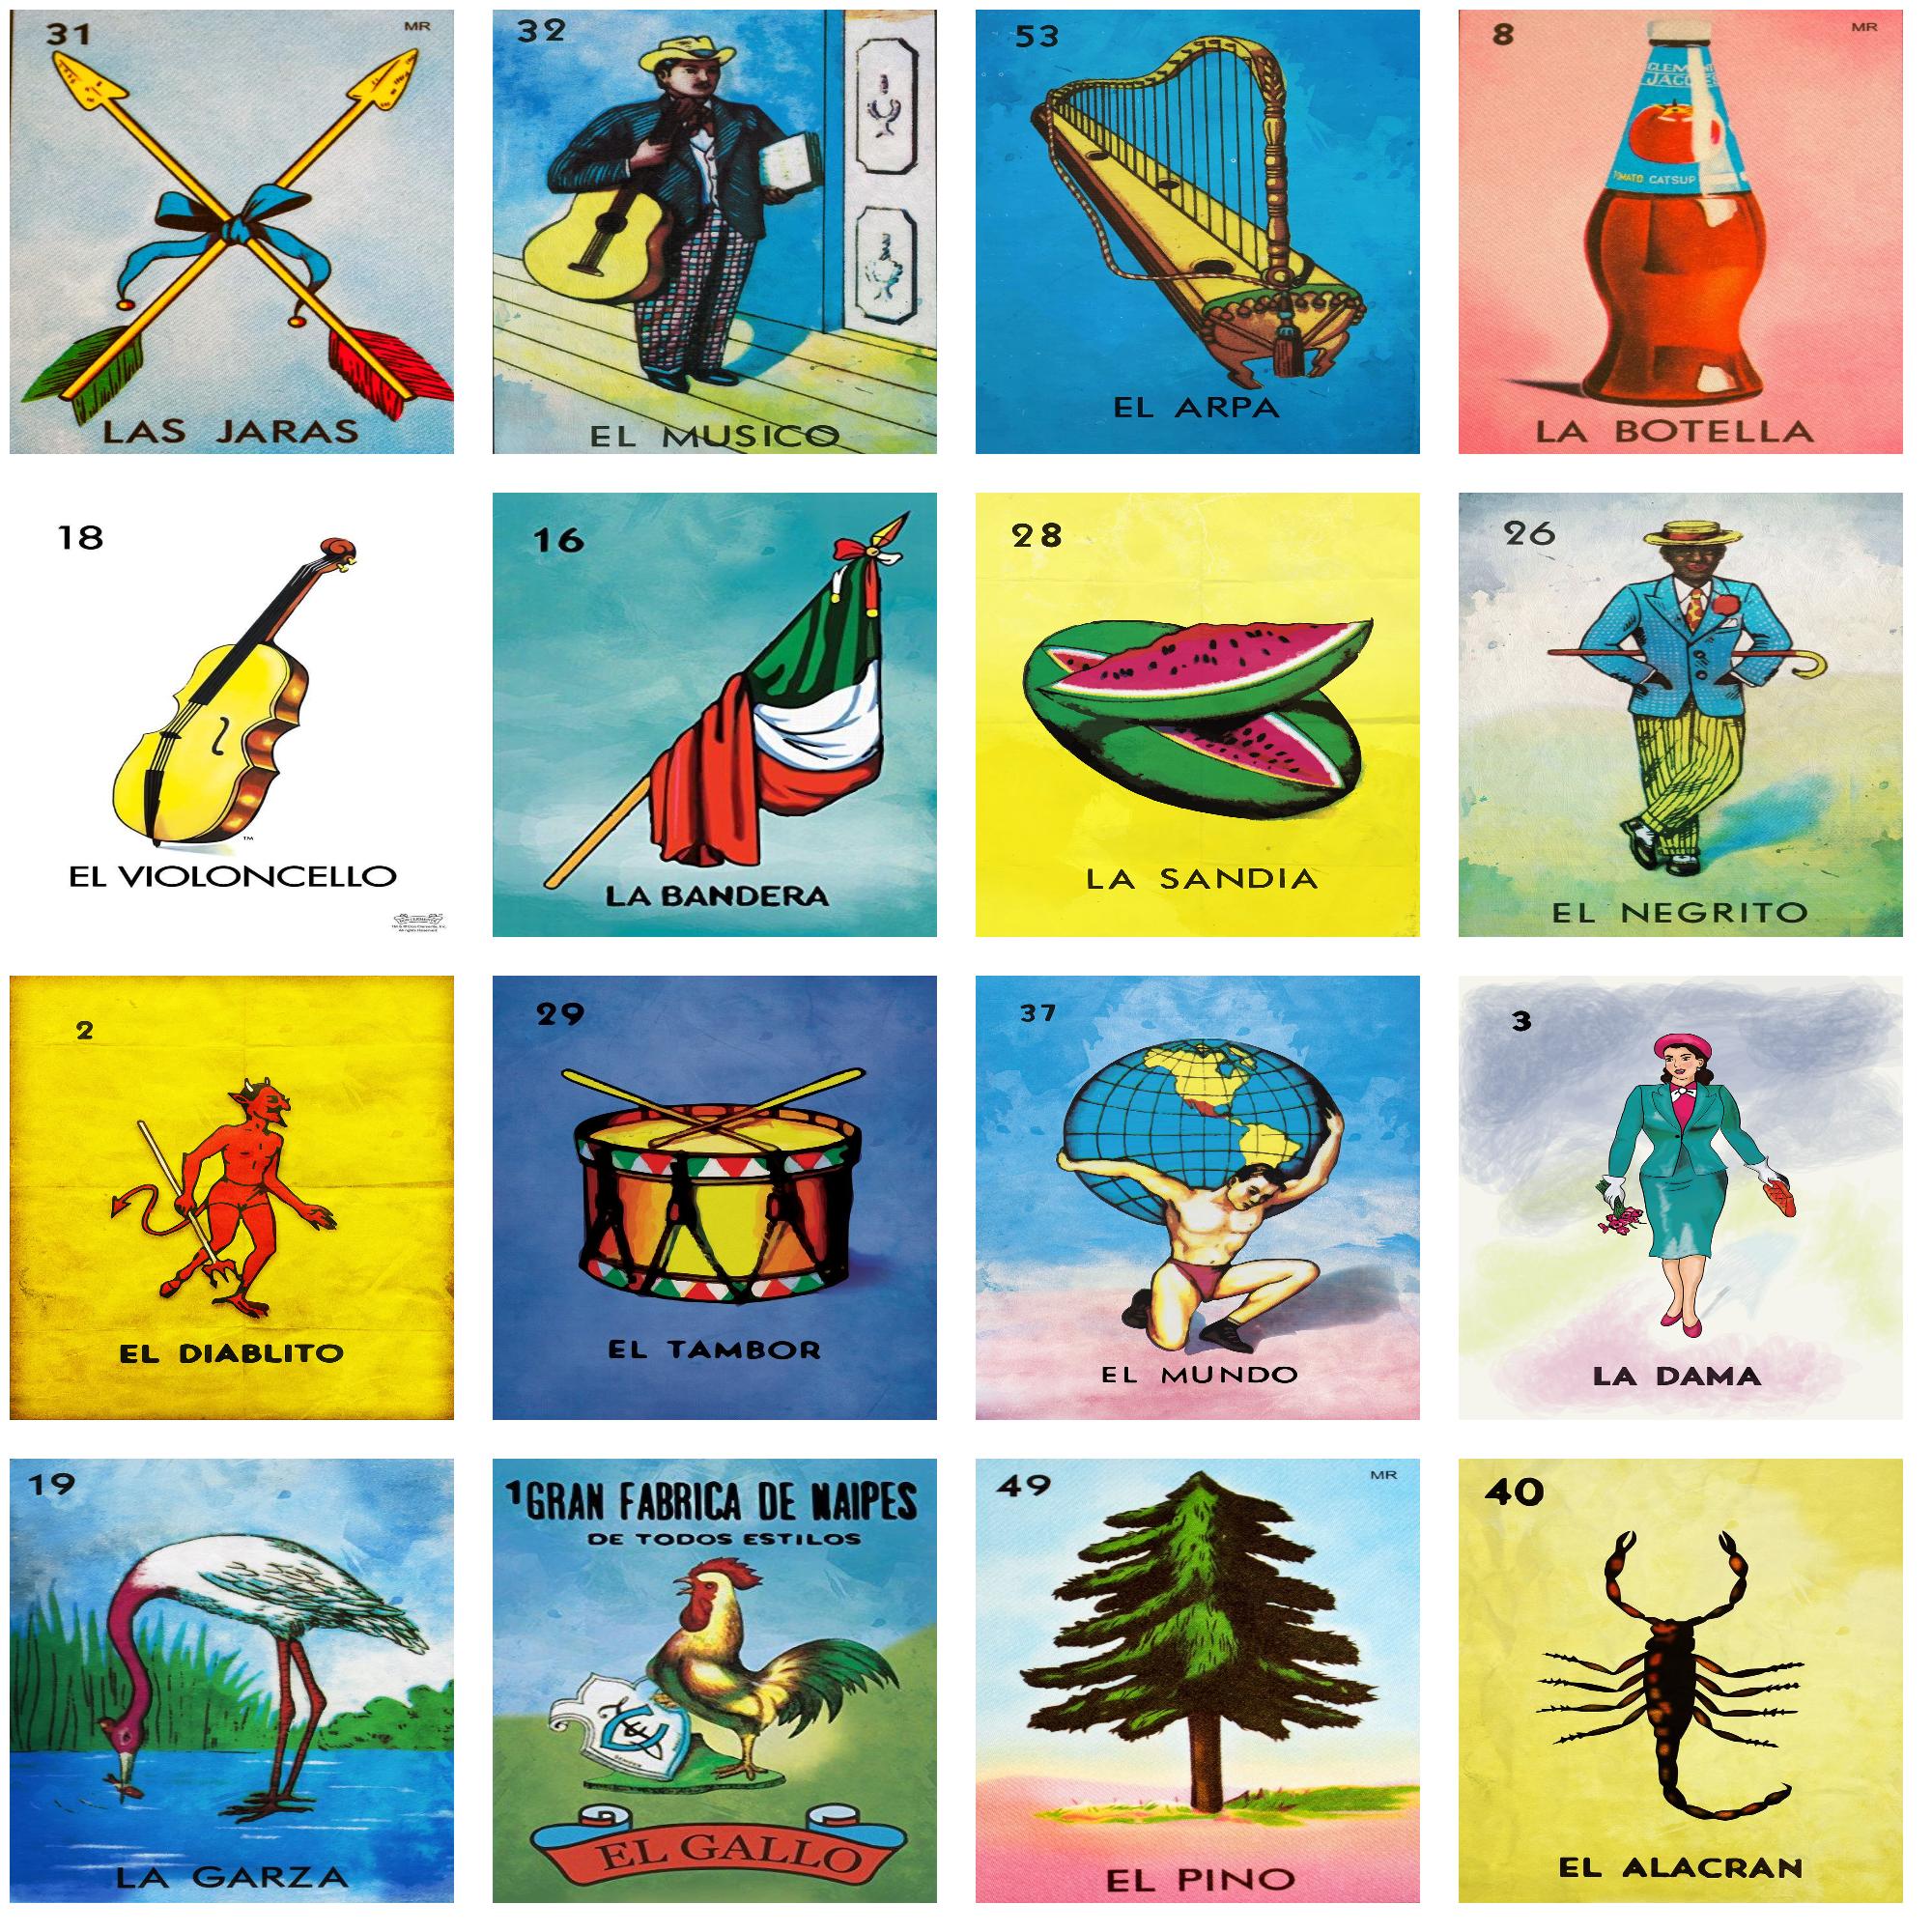 31 MR
LAS JARAS
32
EL MUSICO
53
EL ARPA
8 MR
CLEMENTE
JACQUES
TOMATO CATSUP
LA BOTELLA
18
TM
EL VIOLONCELLO
16
LA BANDERA
28
LA SANDIA
26
EL NEGRITO
2
EL DIABLITO
29
EL TAMBOR
37
EL MUNDO
3
LA DAMA
19
LA GARZA
1 GRAN FABRICA DE NAIPES
DE TODOS ESTILOS
EL GALLO
49 MR
EL PINO
40
EL ALACRAN